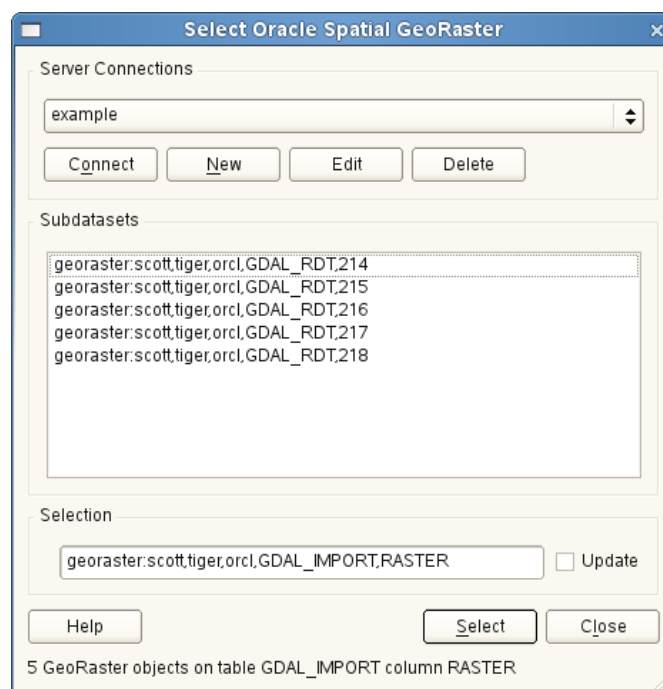 Select Oracle Spatial GeoRaster
Server Connections
example
Connect New Edit Delete
Subdatasets
georaster:scott,tiger,orcl,GDAL_RDT,214
georaster:scott,tiger,orcl,GDAL_RDT,215
georaster:scott,tiger,orcl,GDAL_RDT,216
georaster:scott,tiger,orcl,GDAL_RDT,217
georaster:scott,tiger,orcl,GDAL_RDT,218
Selection
georaster:scott,tiger,orcl,GDAL_IMPORT,RASTER Update
Help Select Close
5 GeoRaster objects on table GDAL_IMPORT column RASTER